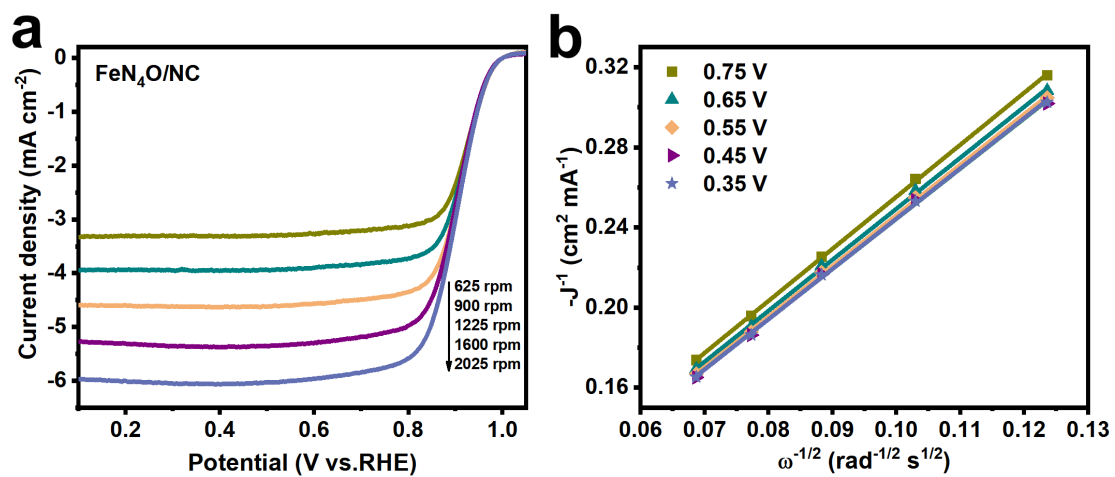 a
FeN₄O/NC
0
-1
-2
-3
-4
-5
-6
Current density (mA cm⁻²)
625 rpm
900 rpm
1225 rpm
1600 rpm
2025 rpm
0.2 0.4 0.6 0.8 1.0
Potential (V vs.RHE)
b
0.75 V
0.65 V
0.55 V
0.45 V
0.35 V
0.32
0.28
0.24
0.20
0.16
-J⁻¹ (cm² mA⁻¹)
0.06 0.07 0.08 0.09 0.10 0.11 0.12 0.13
ω⁻¹/² (rad⁻¹/² s¹/²)